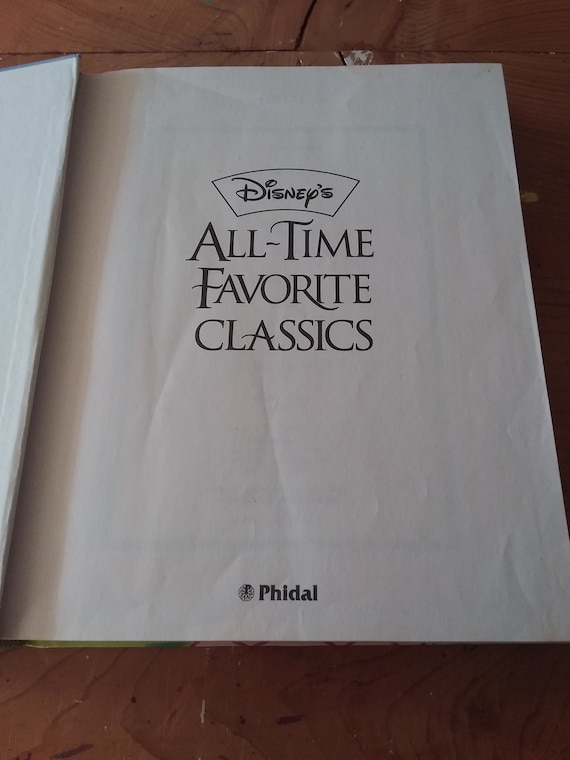 Disney's
All-Time
Favorite
Classics
Phidal